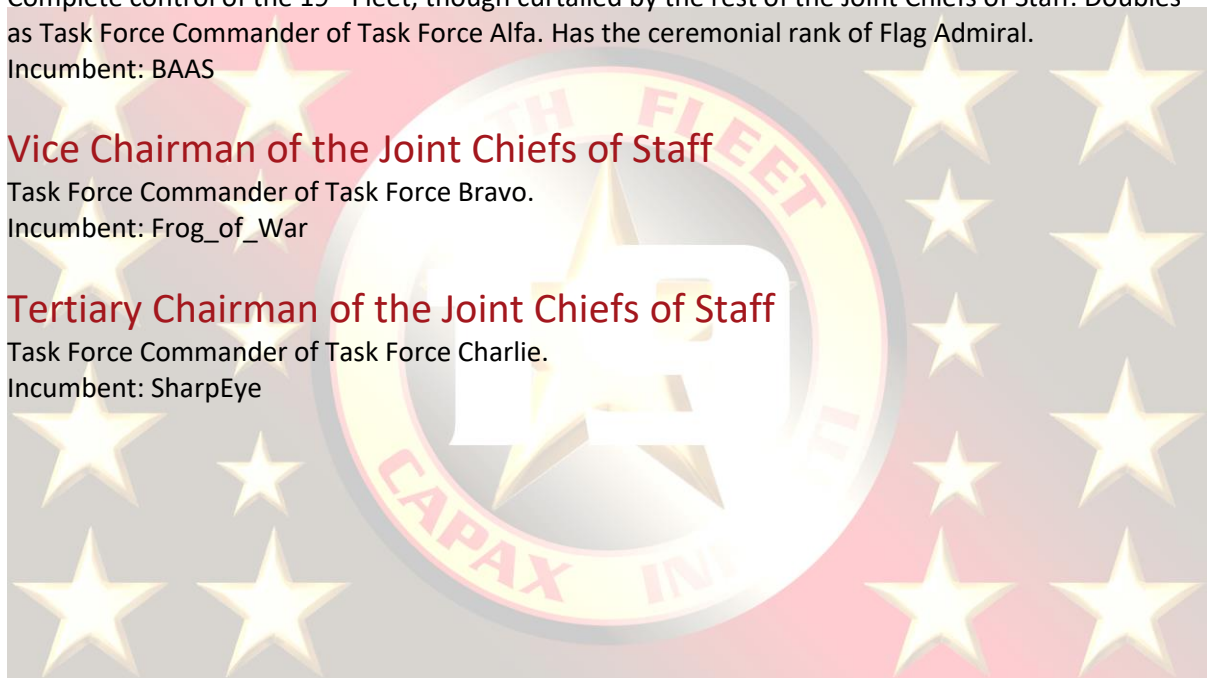 Complete control of the 19th Fleet, though curtailed by the rest of the Joint Chiefs of Staff. Doubles
as Task Force Commander of Task Force Alfa. Has the ceremonial rank of Flag Admiral.
Incumbent: BAAS
Vice Chairman of the Joint Chiefs of Staff
Task Force Commander of Task Force Bravo.
Incumbent: Frog_of_War
Tertiary Chairman of the Joint Chiefs of Staff
Task Force Commander of Task Force Charlie.
Incumbent: SharpEye
TH FLEET
19
CAPAX